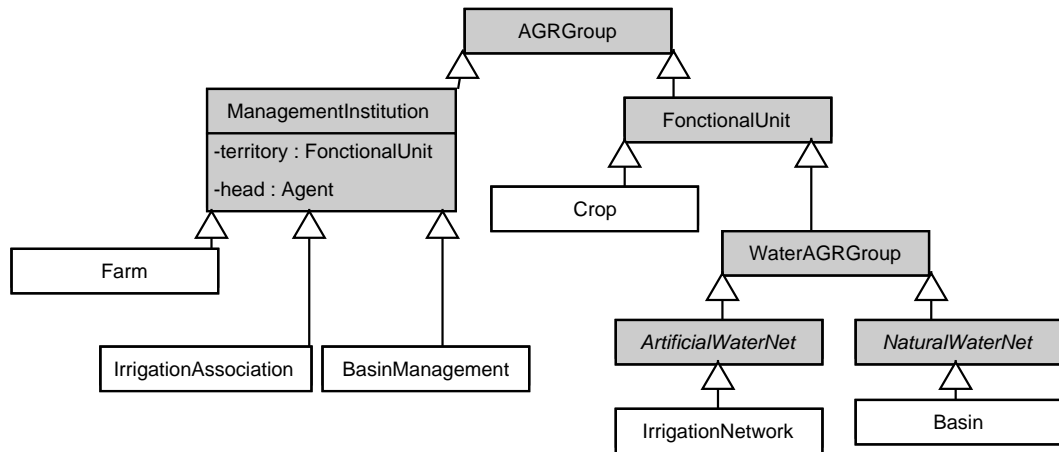 AGRGroup
ManagementInstitution
-territory : FonctionalUnit
-head : Agent
FonctionalUnit
Crop
Farm
WaterAGRGroup
IrrigationAssociation
BasinManagement
ArtificialWaterNet
NaturalWaterNet
IrrigationNetwork
Basin